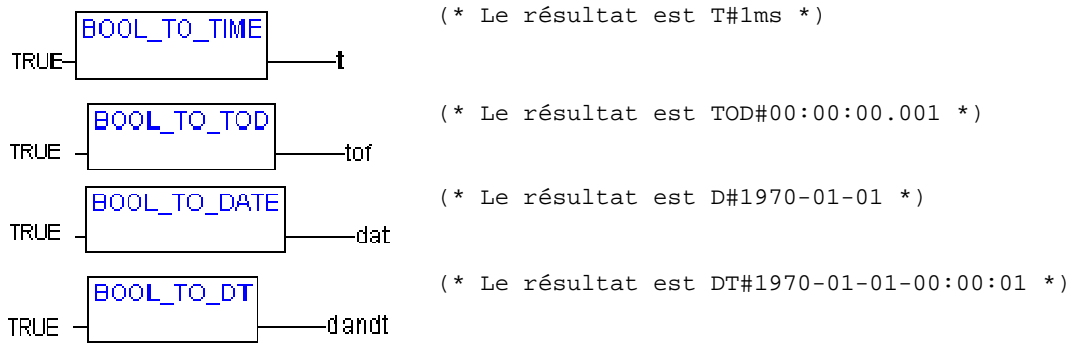 BOOL_TO_TIME (* Le résultat est T#1ms *)
TRUE t
BOOL_TO_TOD (* Le résultat est TOD#00:00:00.001 *)
TRUE tof
BOOL_TO_DATE (* Le résultat est D#1970-01-01 *)
TRUE dat
BOOL_TO_DT (* Le résultat est DT#1970-01-01-00:00:01 *)
TRUE dandt